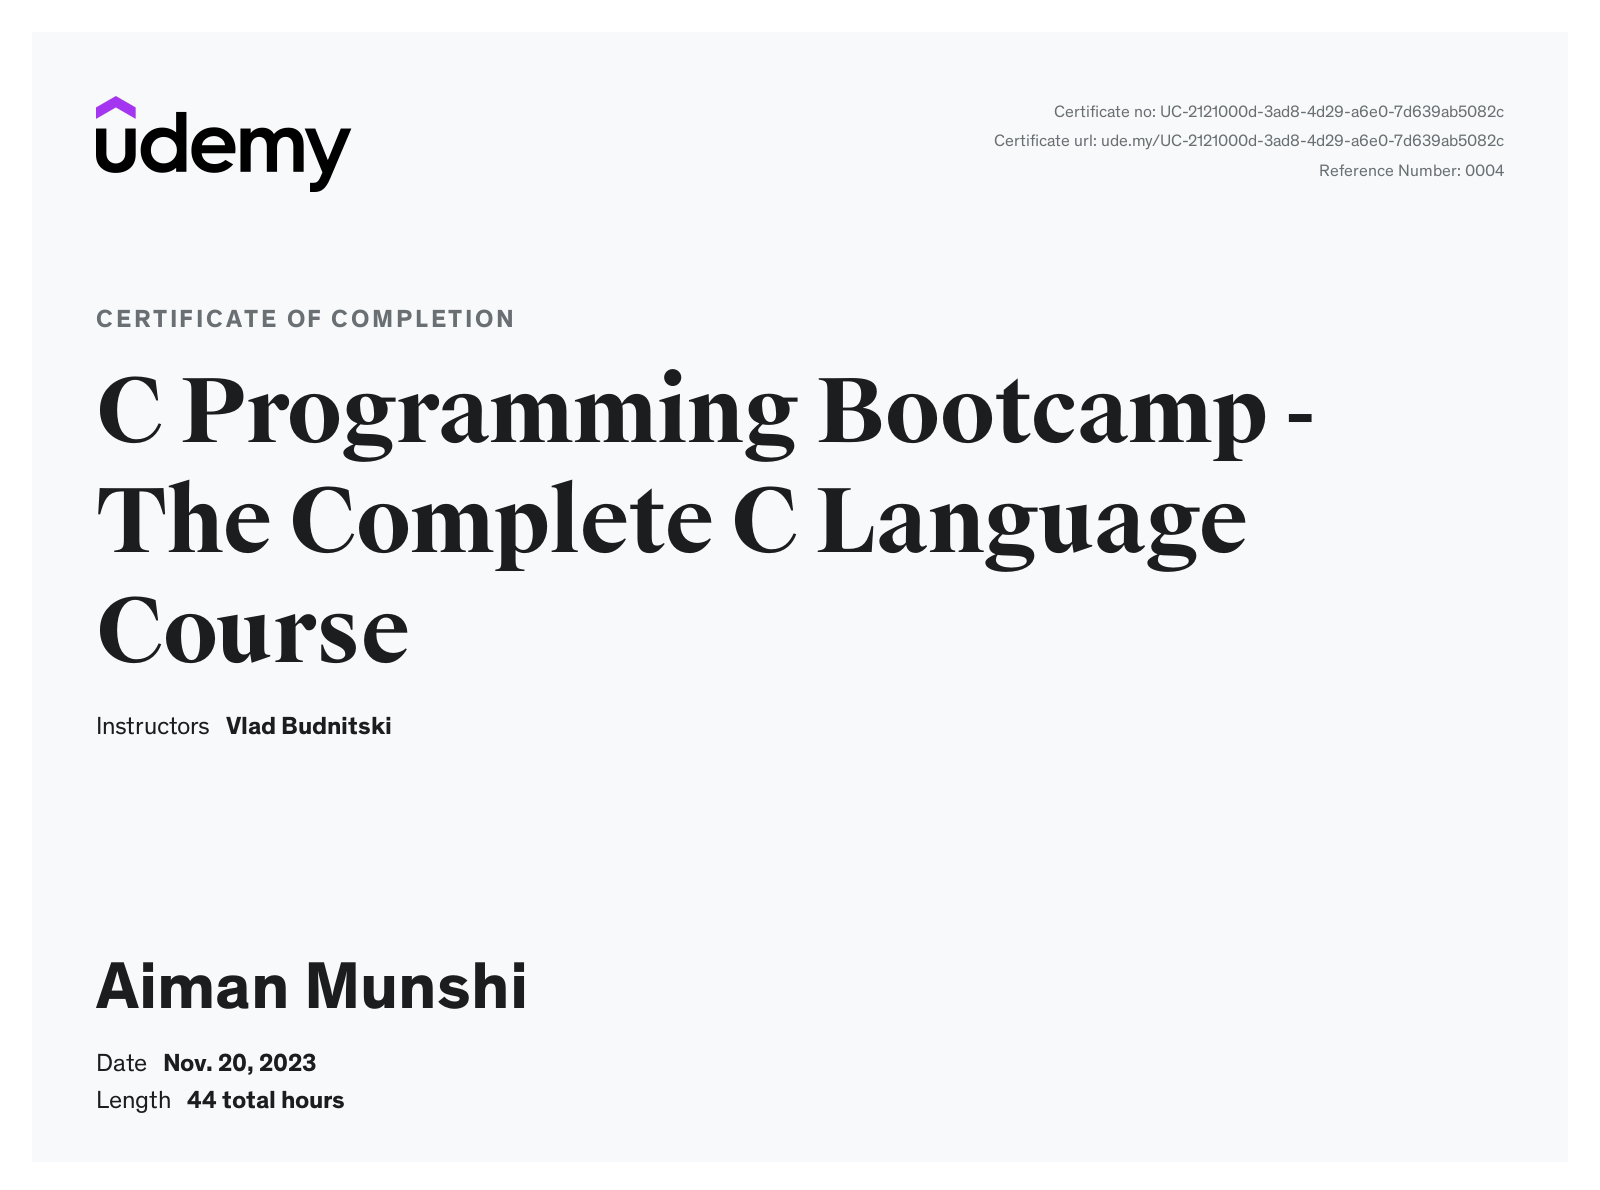 udemy
Certificate no: UC-2121000d-3ad8-4d29-a6e0-7d639ab5082c
Certificate url: ude.my/UC-2121000d-3ad8-4d29-a6e0-7d639ab5082c
Reference Number: 0004
CERTIFICATE OF COMPLETION
C Programming Bootcamp -
The Complete C Language
Course
Instructors Vlad Budnitski
Aiman Munshi
Date Nov. 20, 2023
Length 44 total hours